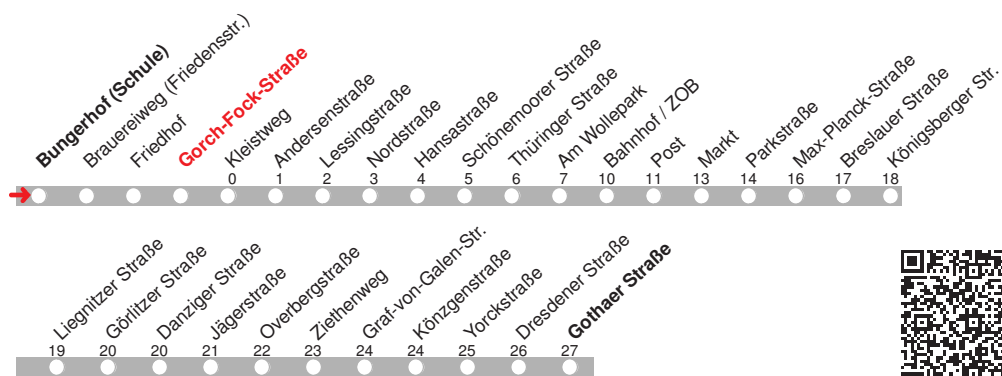 Bungerhof (Schule)
Brauereiweg (Friedensstr.)
Friedhof
Gorch-Fock-Straße
Kleistweg
Andersenstraße
Lessingstraße
Nordstraße
Hansastraße
Schönemoorer Straße
Thüringer Straße
Am Wollepark
Bahnhof / ZOB
Post
Markt
Parkstraße
Max-Planck-Straße
Breslauer Straße
Königsberger Str.
0 1 2 3 4 5 6 7 10 11 13 14 16 17 18
Liegnitzer Straße
Görlitzer Straße
Danziger Straße
Jägerstraße
Overbergstraße
Ziethenweg
Graf-von-Galen-Str.
Könzgenstraße
Yorckstraße
Dresdener Straße
Gothaer Straße
19 20 20 21 22 23 24 24 25 26 27